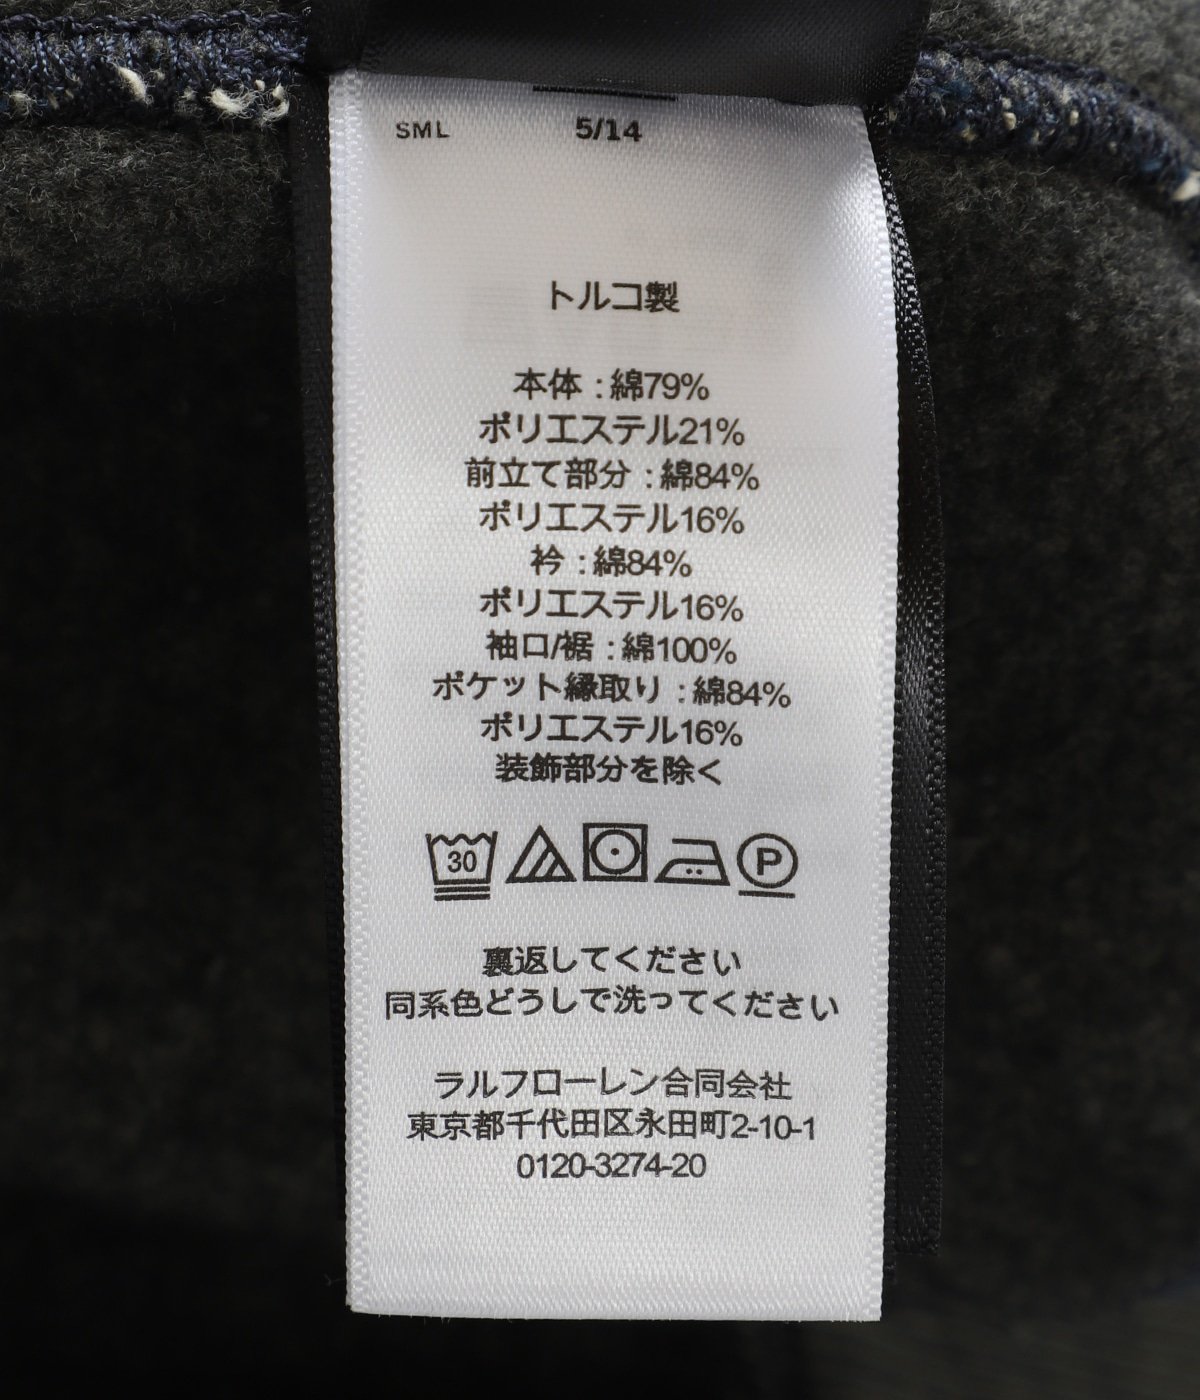 SML 5/14
トルコ製
本体 : 綿79%
ポリエステル21%
前立て部分 : 綿84%
ポリエステル16%
衿 : 綿84%
ポリエステル16%
袖口/裾 : 綿100%
ポケット縁取り : 綿84%
ポリエステル16%
装飾部分を除く
30
P
裏返してください
同系色どうしで洗ってください
ラルフローレン合同会社
東京都千代田区永田町2-10-1
0120-3274-20